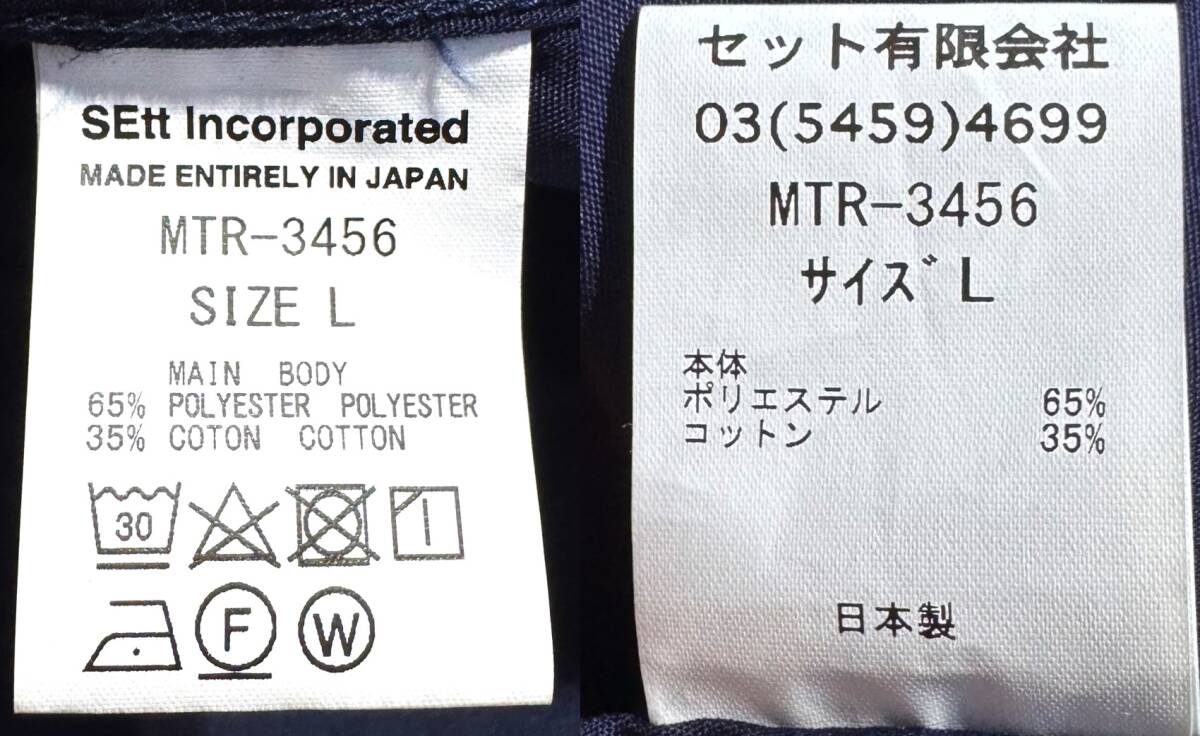 SEtt Incorporated
MADE ENTIRELY IN JAPAN
MTR-3456
SIZE L
MAIN BODY
65% POLYESTER POLYESTER
35% COTON COTTON
30
F
W
セット有限会社
03(5459)4699
MTR-3456
サイズ L
本体
ポリエステル 65%
コットン 35%
日本製